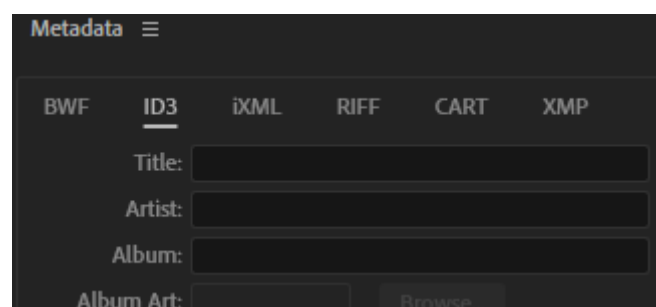 Metadata
BWF ID3 iXML RIFF CART XMP
Title:
Artist:
Album:
Album Art: Browse...